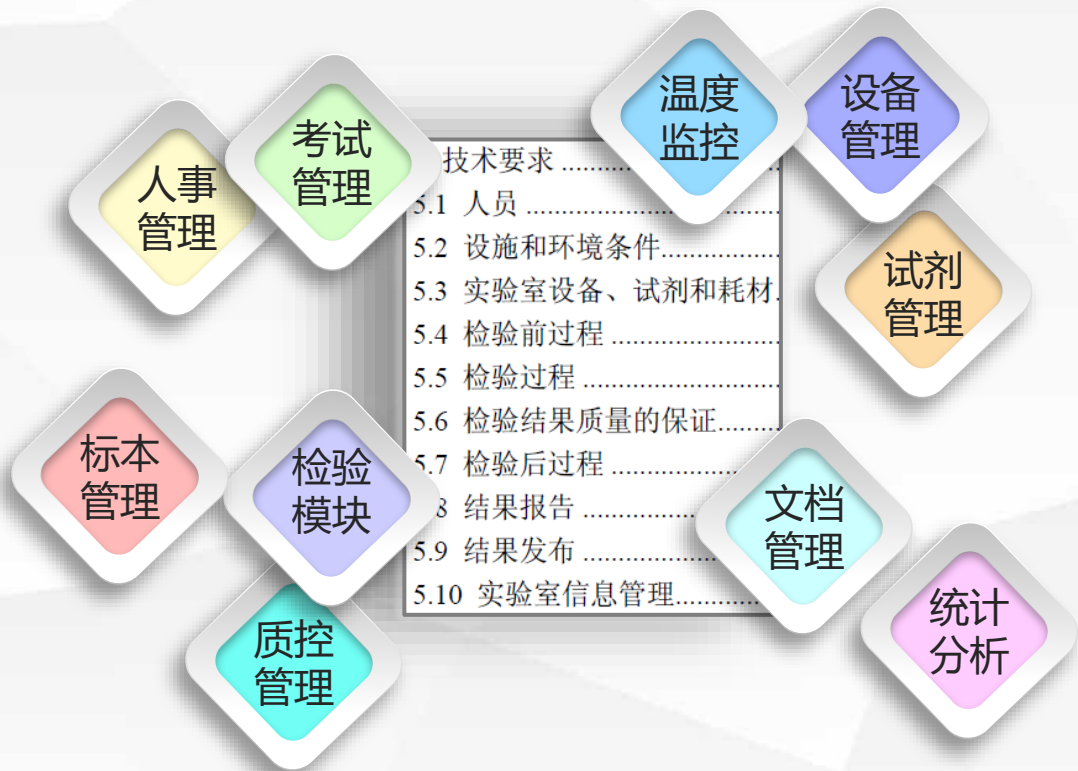 人事
管理
考试
管理
温度
监控
设备
管理
试剂
管理
技术要求 ..............
5.1 人员 ..............................
5.2 设施和环境条件................
5.3 实验室设备、试剂和耗材.
5.4 检验前过程 ......................
5.5 检验过程 ..........................
5.6 检验结果质量的保证.........
5.7 检验后过程 ..................
8 结果报告 ................
5.9 结果发布 ..................
5.10 实验室信息管理............
标本
管理
检验
模块
质控
管理
文档
管理
统计
分析